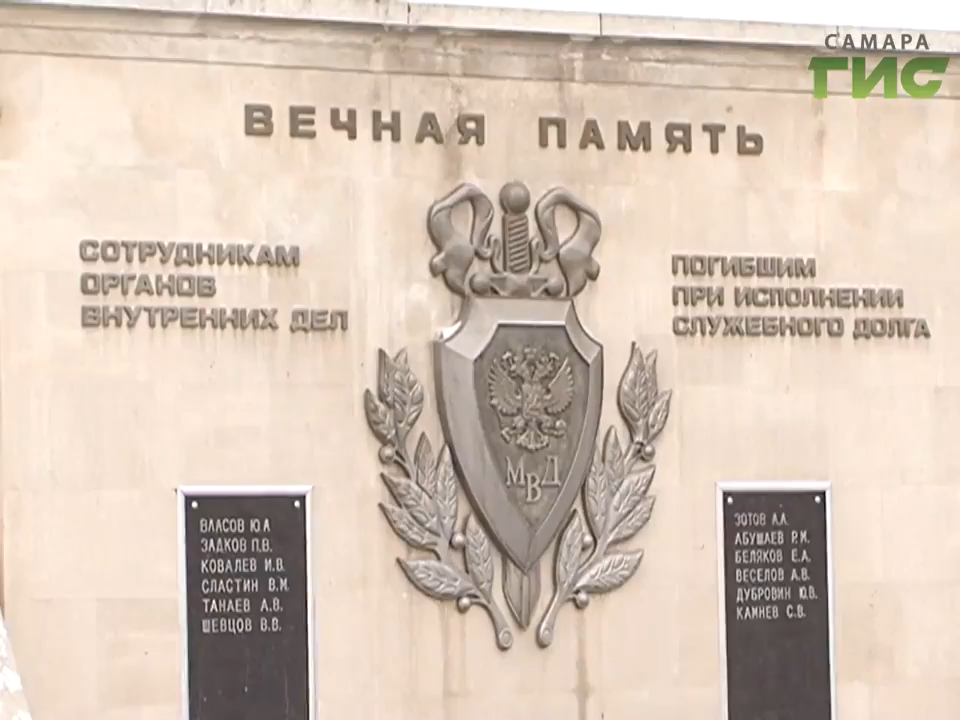 САМАРА
ГИС
ВЕЧНАЯ ПАМЯТЬ
СОТРУДНИКАМ
ОРГАНОВ
ВНУТРЕННИХ ДЕЛ
ПОГИБШИМ
ПРИ ИСПОЛНЕНИИ
СЛУЖЕБНОГО ДОЛГА
МВД
ВЛАСОВ Ю.А
ЗАДКОВ П.В.
КОВАЛЕВ И.В.
СЛАСТИН В.М.
ТАНАЕВ А.В.
ШЕВЦОВ В.В.
ЗОТОВ А.А.
АБУШАЕВ Р.И.
БЕЛЯКОВ Е.А.
ВЕСЕЛОВ А.В.
ДУБРОВИН Ю.В.
КАМНЕВ С.В.